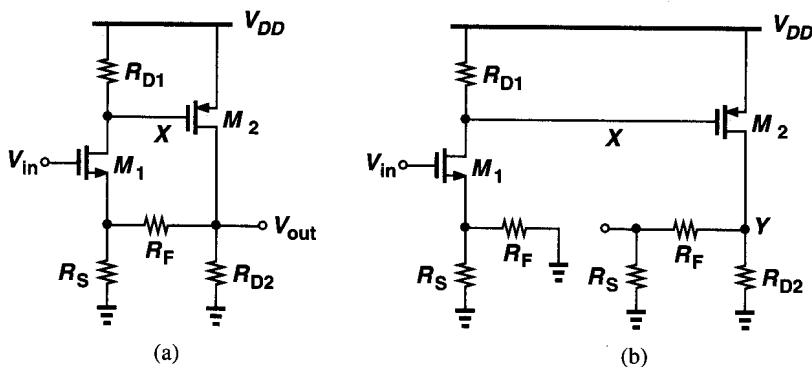 V_DD
R_D1
X
M_2
V_in
M_1
R_F
V_out
R_S
R_D2
(a)
V_DD
R_D1
X
M_2
V_in
M_1
R_F
R_S
R_F
Y
R_S
R_D2
(b)